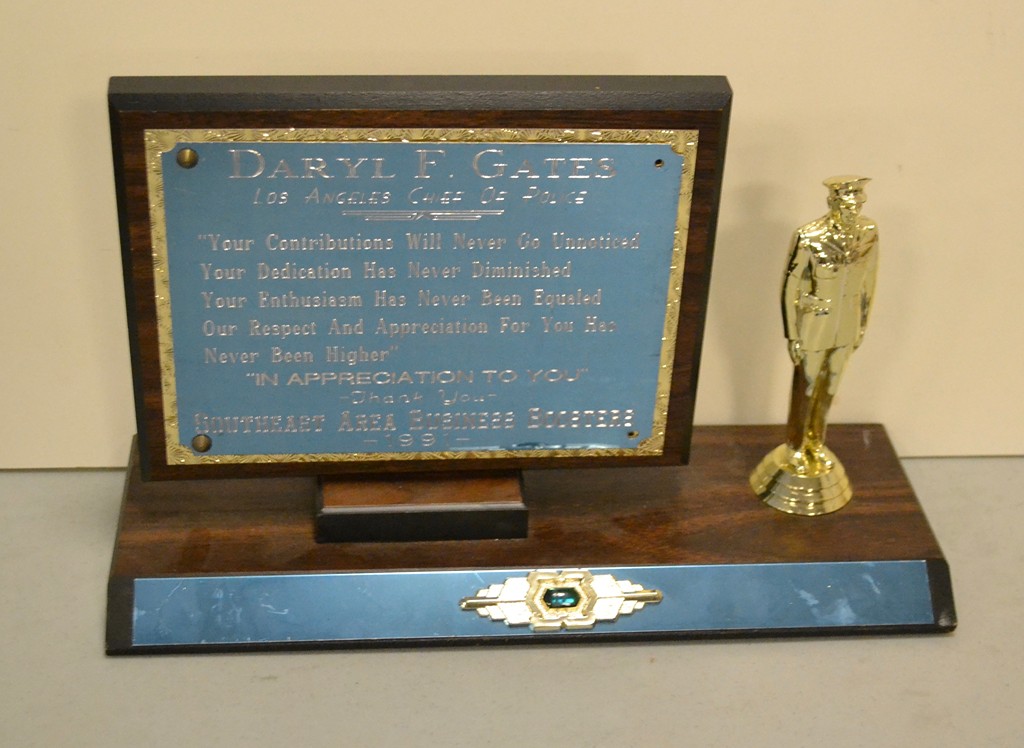 Daryl F. Gates
Los Angeles Chief Of Police
"Your Contributions Will Never Go Unnoticed
Your Dedication Has Never Diminished
Your Enthusiasm Has Never Been Equaled
Our Respect And Appreciation For You Has
Never Been Higher"
"IN APPRECIATION TO YOU"
-Thank You-
Southeast Area Business Boosters
-1991-